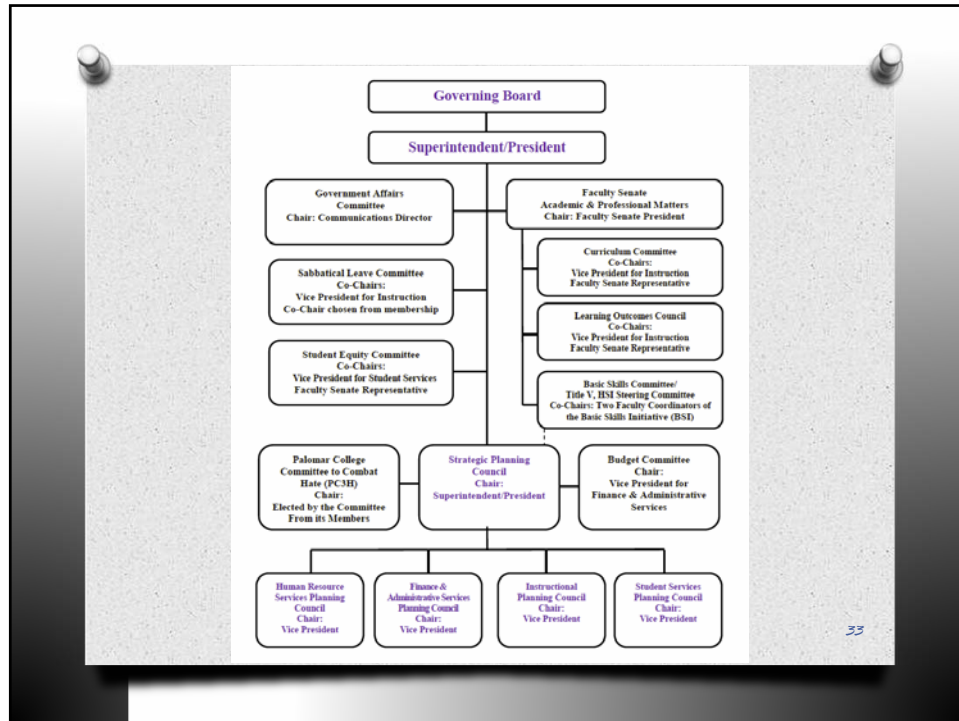 Governing Board
Superintendent/President
Government Affairs
Committee
Chair: Communications Director
Faculty Senate
Academic & Professional Matters
Chair: Faculty Senate President
Curriculum Committee
Co-Chairs:
Vice President for Instruction
Faculty Senate Representative
Sabbatical Leave Committee
Co-Chairs:
Vice President for Instruction
Co-Chair chosen from membership
Learning Outcomes Council
Co-Chairs:
Vice President for Instruction
Faculty Senate Representative
Student Equity Committee
Co-Chairs:
Vice President for Student Services
Faculty Senate Representative
Basic Skills Committee/
Title V, HSI Steering Committee
Co-Chairs: Two Faculty Coordinators of
the Basic Skills Initiative (BSI)
Palomar College
Committee to Combat
Hate (PC3H)
Chair:
Elected by the Committee
From its Members
Strategic Planning
Council
Chair:
Superintendent/President
Budget Committee
Chair:
Vice President for
Finance & Administrative
Services
Human Resource
Services Planning
Council
Chair:
Vice President
Finance &
Administrative Services
Planning Council
Chair:
Vice President
Instructional
Planning Council
Chair:
Vice President
Student Services
Planning Council
Chair:
Vice President
33